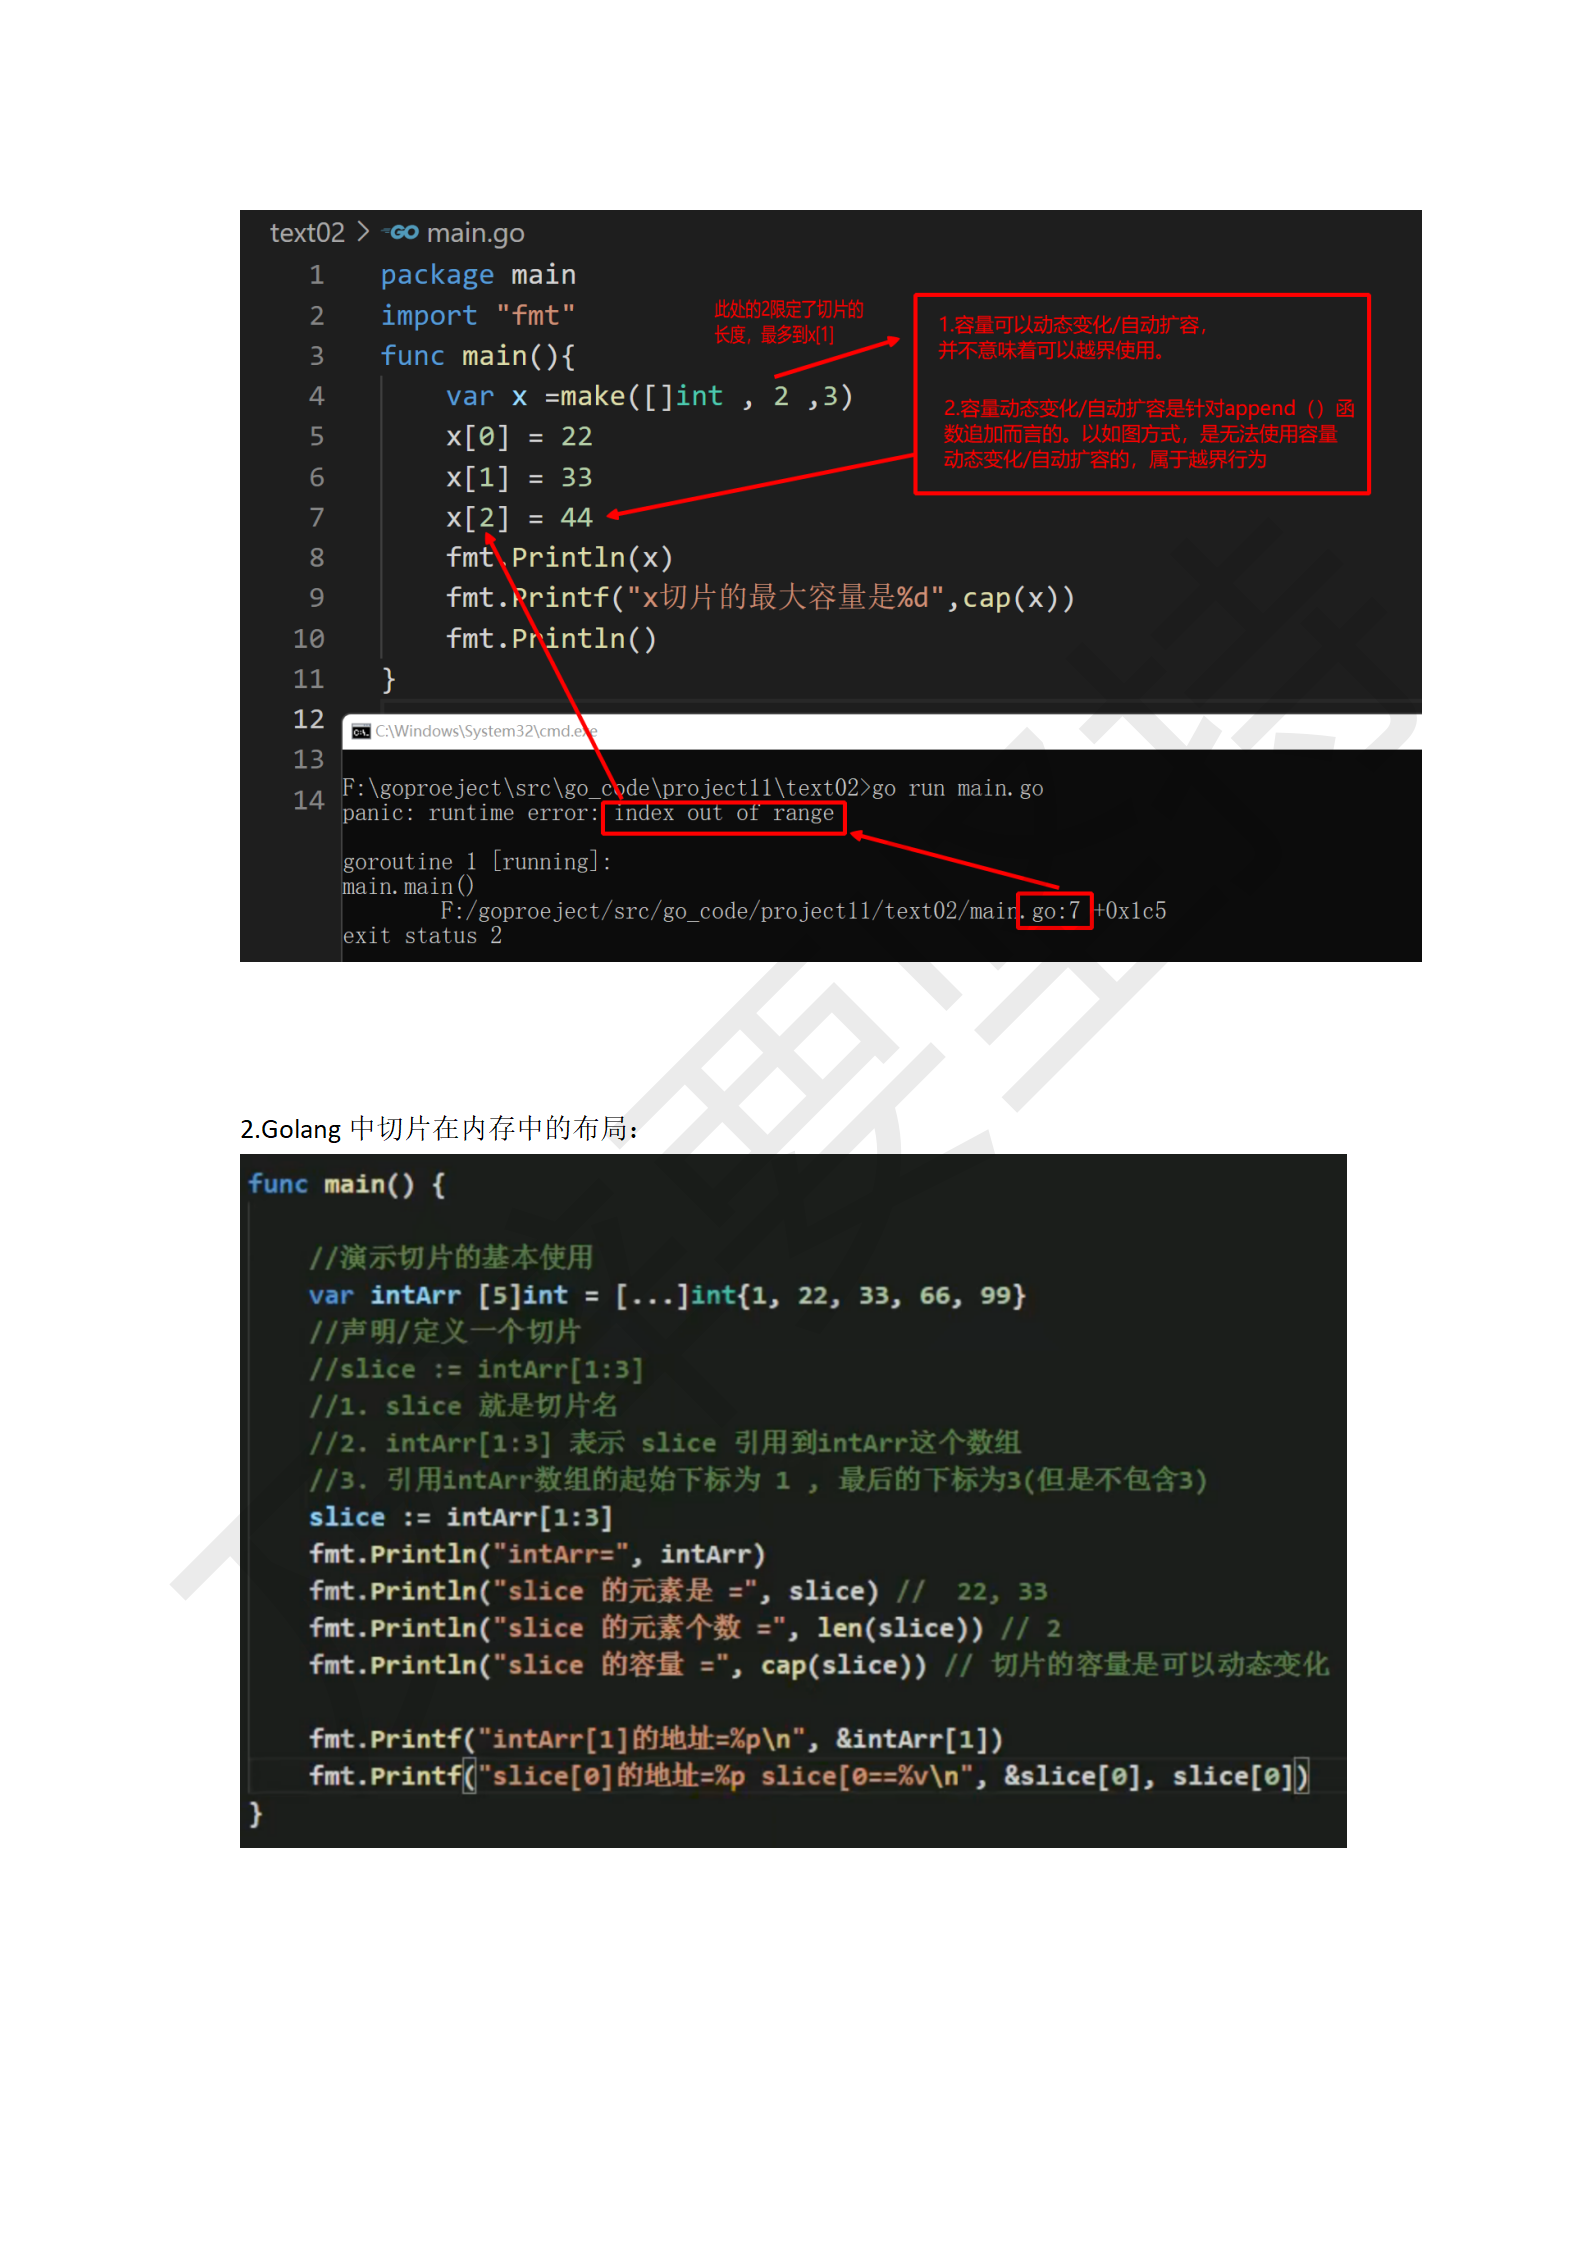 text02 > GO main.go
1 package main
2 import "fmt"
3 func main(){
4 var x =make([]int , 2 ,3)
5 x[0] = 22
6 x[1] = 33
7 x[2] = 44
8 fmt.Println(x)
9 fmt.Printf("x切片的最大容量是%d",cap(x))
10 fmt.Println()
11 }
12
13
14
此处的2限定了切片的
长度，最多到x[1]
1.容量可以动态变化/自动扩容，
并不意味着可以越界使用。
2.容量动态变化/自动扩容是针对append（）函
数追加而言的。以如图方式，是无法使用容量
动态变化/自动扩容的，属于越界行为
C:\Windows\System32\cmd.exe
F:\goproeject\src\go_code\project11\text02>go run main.go
panic: runtime error: index out of range
goroutine 1 [running]:
main.main()
F:/goproeject/src/go_code/project11/text02/main.go:7 +0x1c5
exit status 2
2.Golang 中切片在内存中的布局：
func main() {
//演示切片的基本使用
var intArr [5]int = [...]int{1, 22, 33, 66, 99}
//声明/定义一个切片
//slice := intArr[1:3]
//1. slice 就是切片名
//2. intArr[1:3] 表示 slice 引用到intArr这个数组
//3. 引用intArr数组的起始下标为 1 , 最后的下标为3(但是不包含3)
slice := intArr[1:3]
fmt.Println("intArr=", intArr)
fmt.Println("slice 的元素是 =", slice) //  22, 33
fmt.Println("slice 的元素个数 =", len(slice)) // 2
fmt.Println("slice 的容量 =", cap(slice)) // 切片的容量是可以动态变化
fmt.Printf("intArr[1]的地址=%p\n", &intArr[1])
fmt.Printf("slice[0]的地址=%p slice[0==%v\n", &slice[0], slice[0])
}